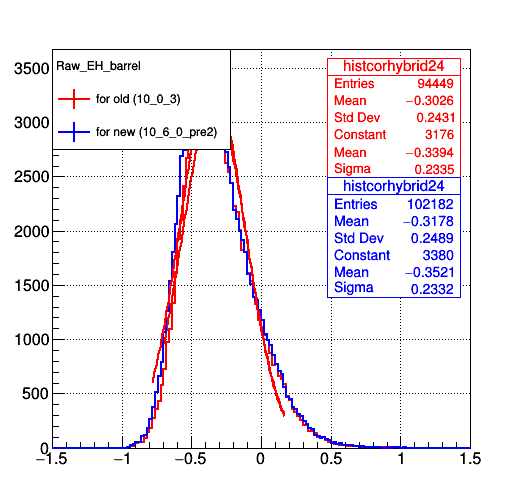 Raw_EH_barrel
for old (10_0_3)
for new (10_6_0_pre2)
histcorhybrid24
Entries 94449
Mean −0.3026
Std Dev 0.2431
Constant 3176
Mean −0.3394
Sigma 0.2335
histcorhybrid24
Entries 102182
Mean −0.3178
Std Dev 0.2489
Constant 3380
Mean −0.3521
Sigma 0.2332
3500
3000
2500
2000
1500
1000
500
0
−1.5 −1 −0.5 0 0.5 1 1.5